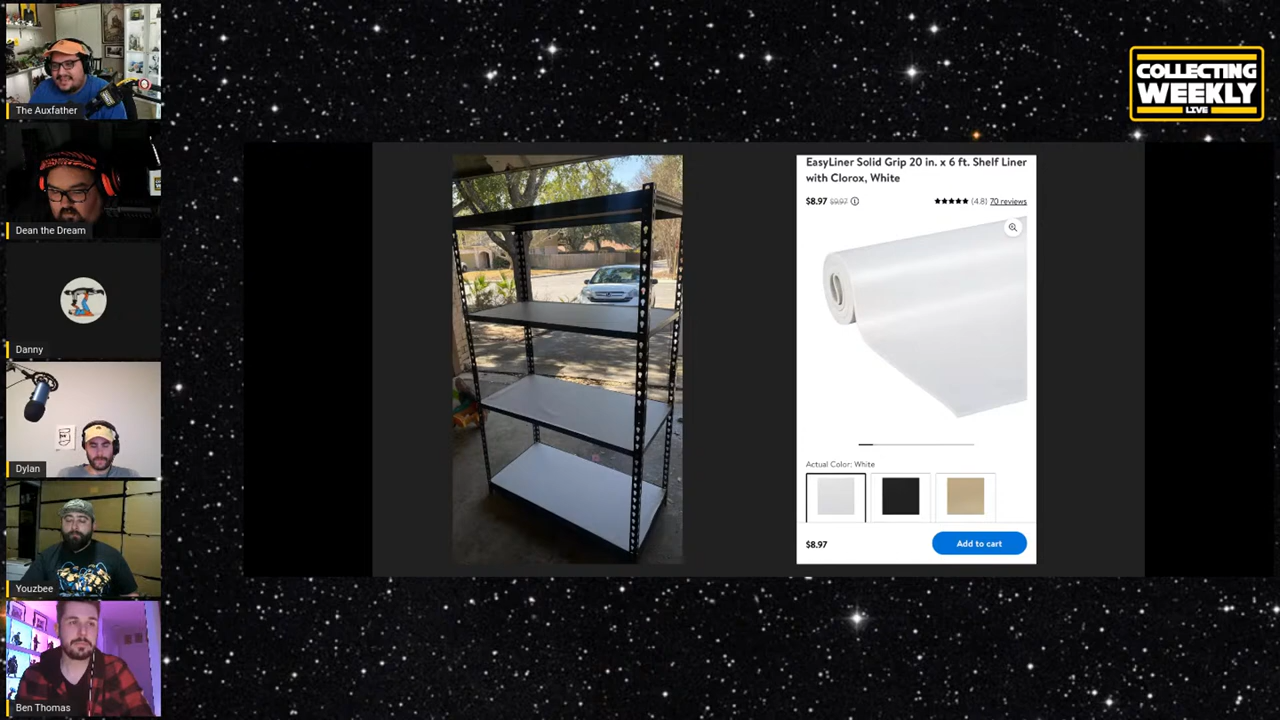 The Auxfather
Dean the Dream
Danny
Dylan
Youzbee
Ben Thomas
EasyLiner Solid Grip 20 in. x 6 ft. Shelf Liner
with Clorox, White
$8.97 $9.97 (4.8) 70 reviews
Actual Color: White
$8.97 Add to cart
COLLECTING
WEEKLY
LIVE